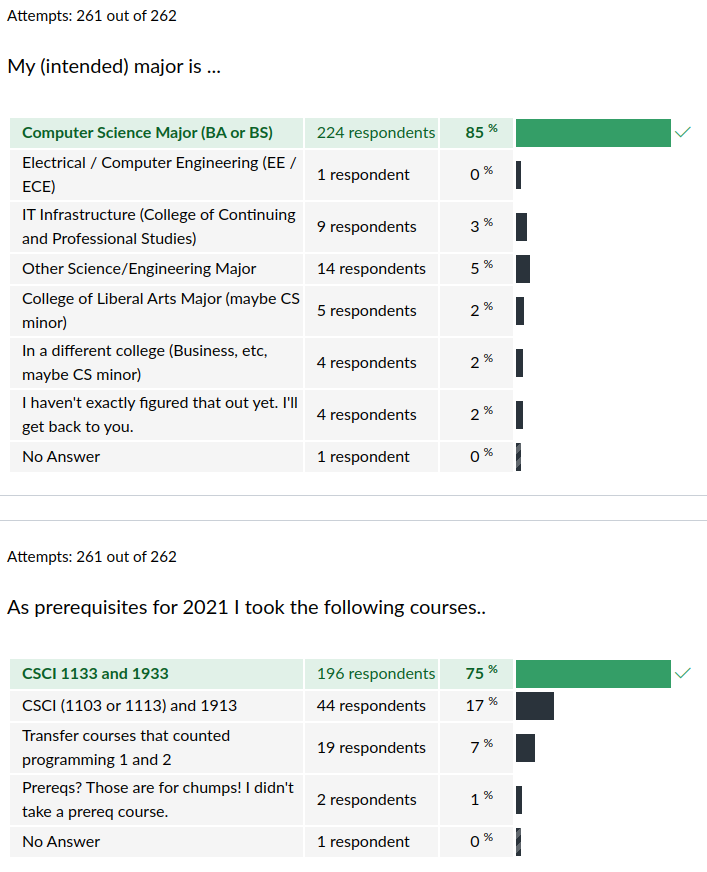 Attempts: 261 out of 262
My (intended) major is ...
Computer Science Major (BA or BS) 224 respondents 85 %
Electrical / Computer Engineering (EE /
ECE) 1 respondent 0 %
IT Infrastructure (College of Continuing
and Professional Studies) 9 respondents 3 %
Other Science/Engineering Major 14 respondents 5 %
College of Liberal Arts Major (maybe CS
minor) 5 respondents 2 %
In a different college (Business, etc,
maybe CS minor) 4 respondents 2 %
I haven't exactly figured that out yet. I'll
get back to you. 4 respondents 2 %
No Answer 1 respondent 0 %
Attempts: 261 out of 262
As prerequisites for 2021 I took the following courses..
CSCI 1133 and 1933 196 respondents 75 %
CSCI (1103 or 1113) and 1913 44 respondents 17 %
Transfer courses that counted
programming 1 and 2 19 respondents 7 %
Prereqs? Those are for chumps! I didn't
take a prereq course. 2 respondents 1 %
No Answer 1 respondent 0 %